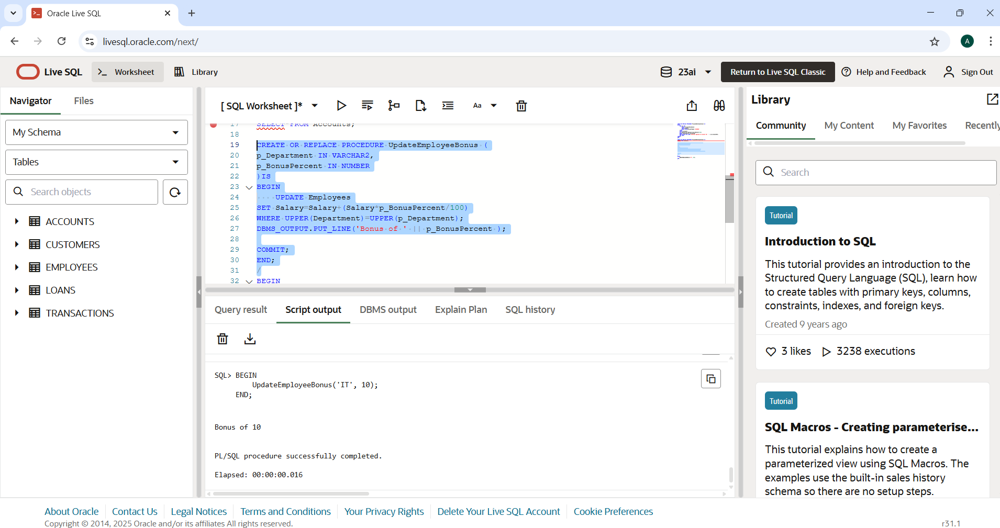 Oracle Live SQL
livesql.oracle.com/next/
A
Live SQL
Worksheet
Library
23ai
Return to Live SQL Classic
Help and Feedback
Sign Out
Navigator
Files
My Schema
Tables
Search objects
ACCOUNTS
CUSTOMERS
EMPLOYEES
LOANS
TRANSACTIONS
[ SQL Worksheet ]*
Aa
17 SELECT*FROM Accounts;
18
19 CREATE OR REPLACE PROCEDURE UpdateEmployeeBonus (
20 p_Department IN VARCHAR2,
21 p_BonusPercent IN NUMBER
22 )IS
23 BEGIN
24     UPDATE Employees
25 SET Salary=Salary+(Salary*p_BonusPercent/100)
26 WHERE UPPER(Department)=UPPER(p_Department);
27 DBMS_OUTPUT.PUT_LINE('Bonus of ' || p_BonusPercent );
28
29 COMMIT;
30 END;
31 /
32 BEGIN
Query result
Script output
DBMS output
Explain Plan
SQL history
SQL> BEGIN
UpdateEmployeeBonus('IT', 10);
END;
Bonus of 10
PL/SQL procedure successfully completed.
Elapsed: 00:00:00.016
Library
Community
My Content
My Favorites
Recently
Search
Tutorial
Introduction to SQL
This tutorial provides an introduction to the
Structured Query Language (SQL), learn how
to create tables with primary keys, columns,
constraints, indexes, and foreign keys.
Created 9 years ago
3 likes
3238 executions
Tutorial
SQL Macros - Creating parameterise...
This tutorial explains how to create a
parameterized view using SQL Macros. The
examples use the built-in sales history
schema so there are no setup steps.
About Oracle
Contact Us
Legal Notices
Terms and Conditions
Your Privacy Rights
Delete Your Live SQL Account
Cookie Preferences
Copyright © 2014, 2025 Oracle and/or its affiliates All rights reserved.
r31.1